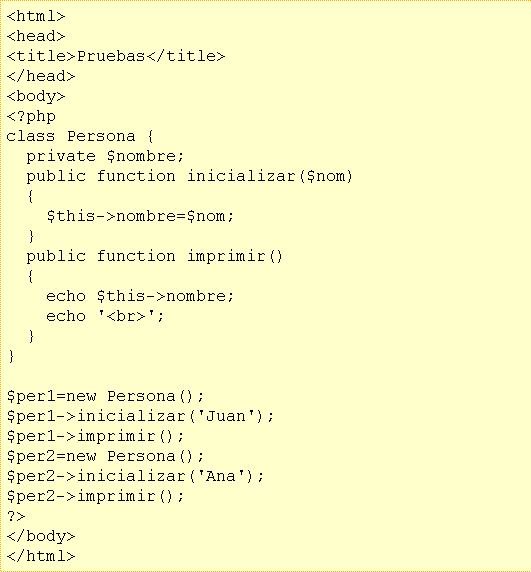 <html>
<head>
<title>Pruebas</title>
</head>
<body>
<?php
class Persona {
  private $nombre;
  public function inicializar($nom)
  {
    $this->nombre=$nom;
  }
  public function imprimir()
  {
    echo $this->nombre;
    echo '<br>';
  }
}

$per1=new Persona();
$per1->inicializar('Juan');
$per1->imprimir();
$per2=new Persona();
$per2->inicializar('Ana');
$per2->imprimir();
?>
</body>
</html>